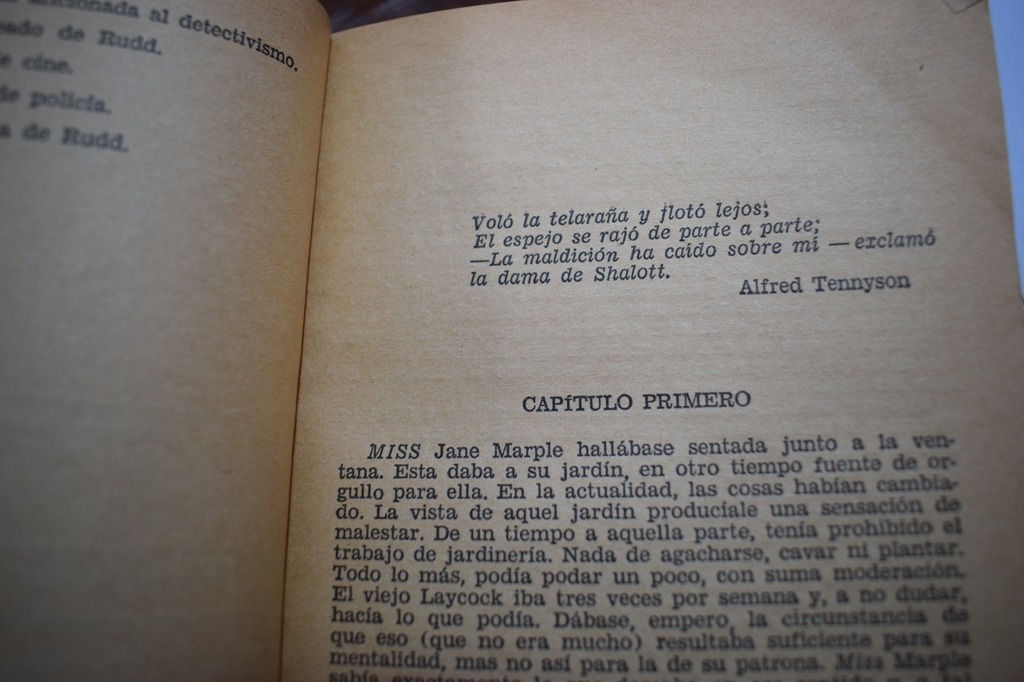 al detectivismo.
de Rudd.
cine.
policía.
de Rudd.
Voló la telaraña y flotó lejos;
El espejo se rajó de parte a parte;
—La maldición ha caído sobre mí —exclamó
la dama de Shalott.
Alfred Tennyson
CAPÍTULO PRIMERO
MISS Jane Marple hallábase sentada junto a la ven-
tana. Esta daba a su jardín, en otro tiempo fuente de or-
gullo para ella. En la actualidad, las cosas habían cambia-
do. La vista de aquel jardín producíale una sensación de
malestar. De un tiempo a aquella parte, tenía prohibido el
trabajo de jardinería. Nada de agacharse, cavar ni plantar.
Todo lo más, podía podar un poco, con suma moderación.
El viejo Laycock iba tres veces por semana y, a no dudar,
hacía lo que podía. Dábase, empero, la circunstancia de
que eso (que no era mucho) resultaba suficiente para su
mentalidad, mas no así para la de su patrona. Miss Marple
sabía exactamente lo que